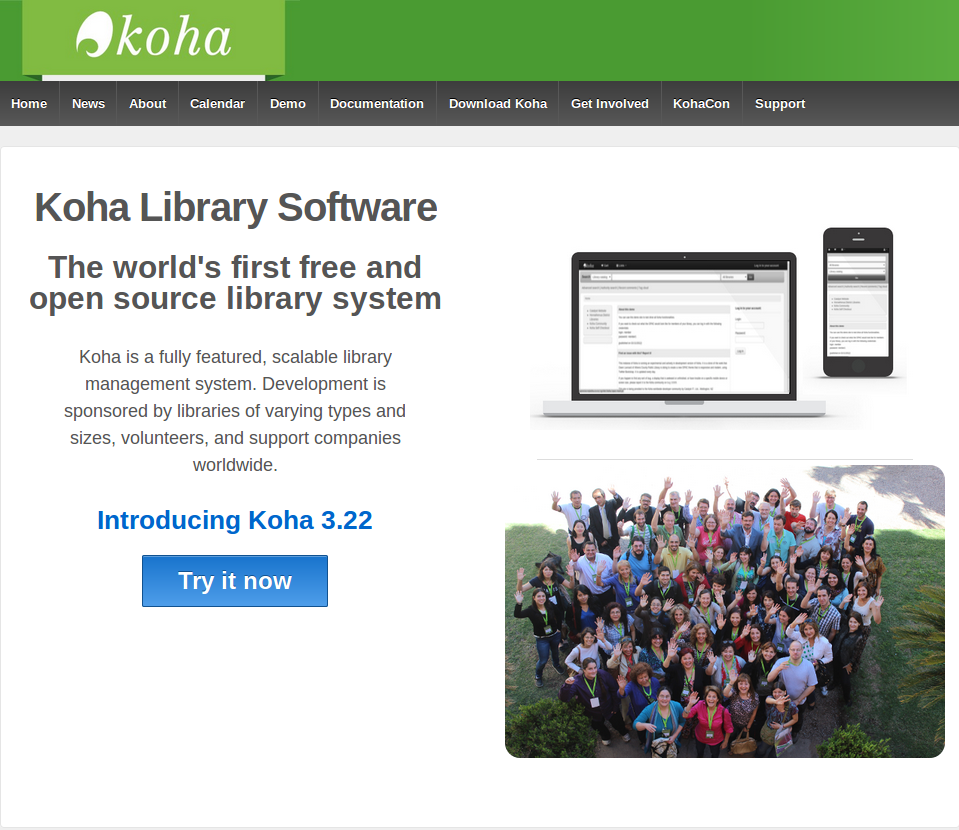 koha
Home News About Calendar Demo Documentation Download Koha Get Involved KohaCon Support
Koha Library Software
The world's first free and
open source library system
Koha is a fully featured, scalable library
management system. Development is
sponsored by libraries of varying types and
sizes, volunteers, and support companies
worldwide.
Introducing Koha 3.22
Try it now